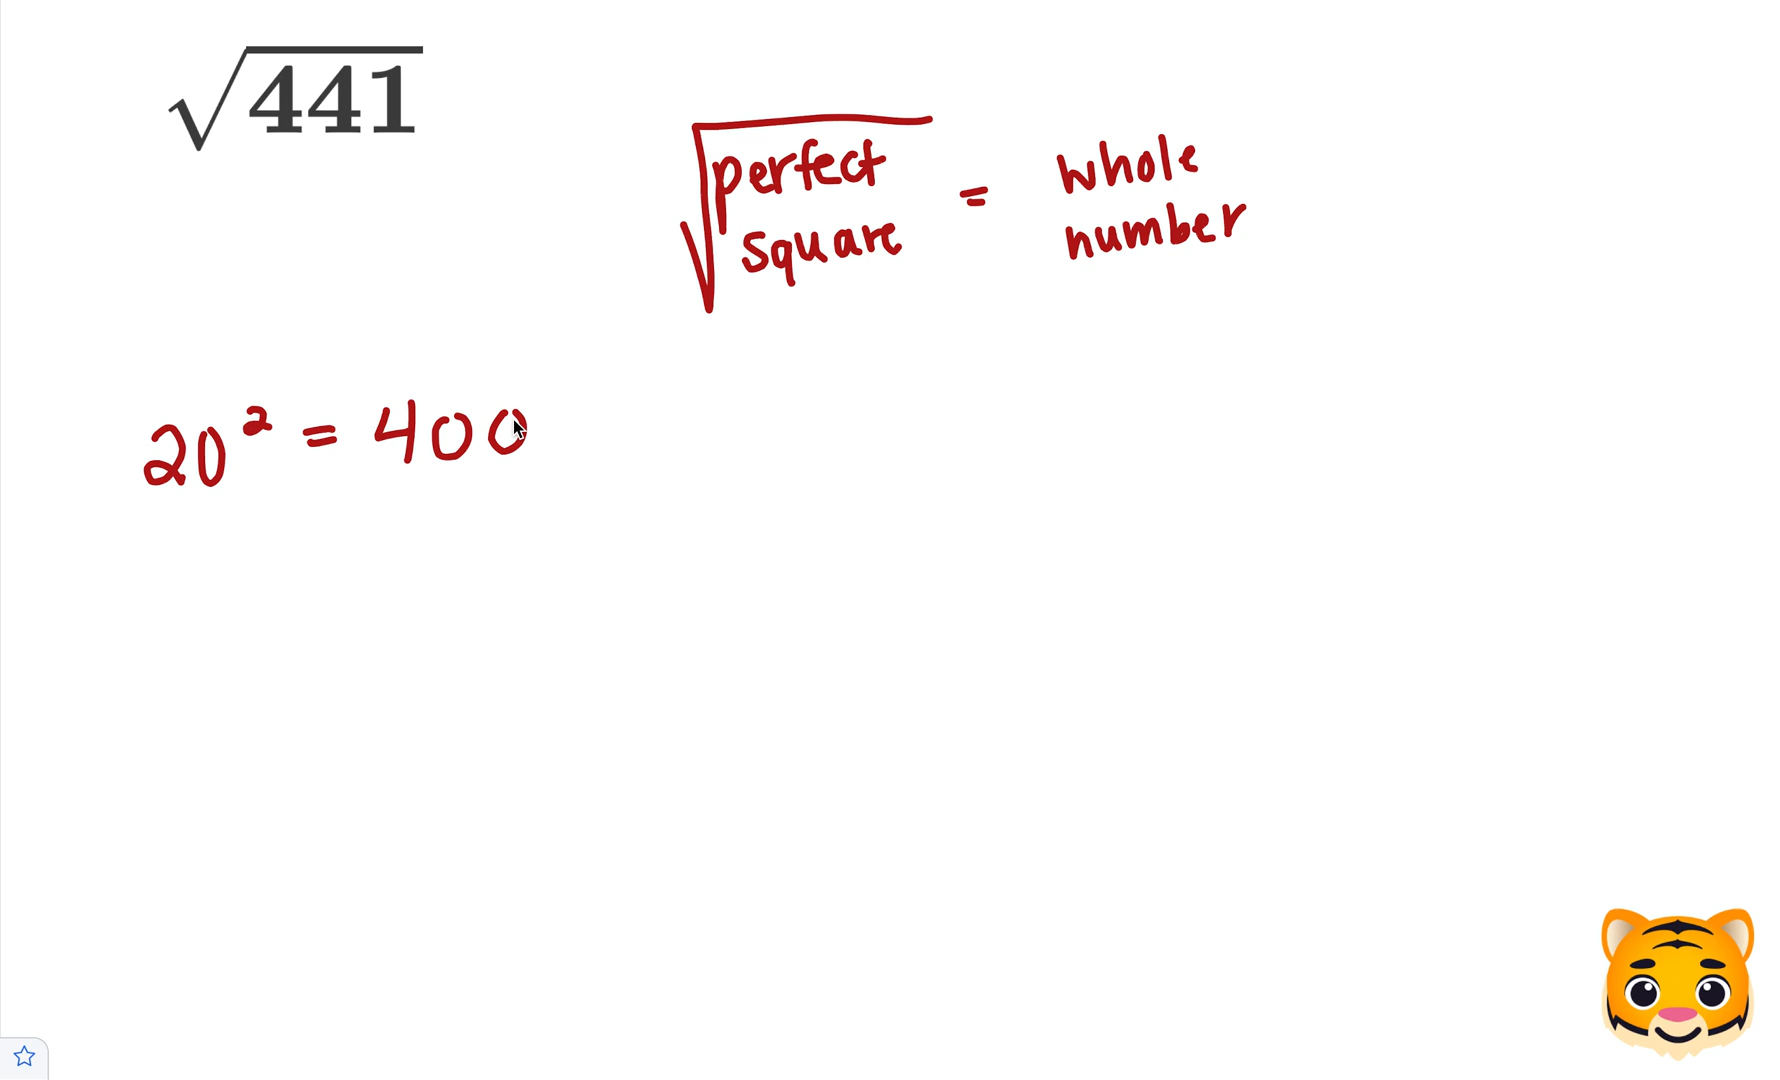 √441
√perfect square = whole number
20² = 400